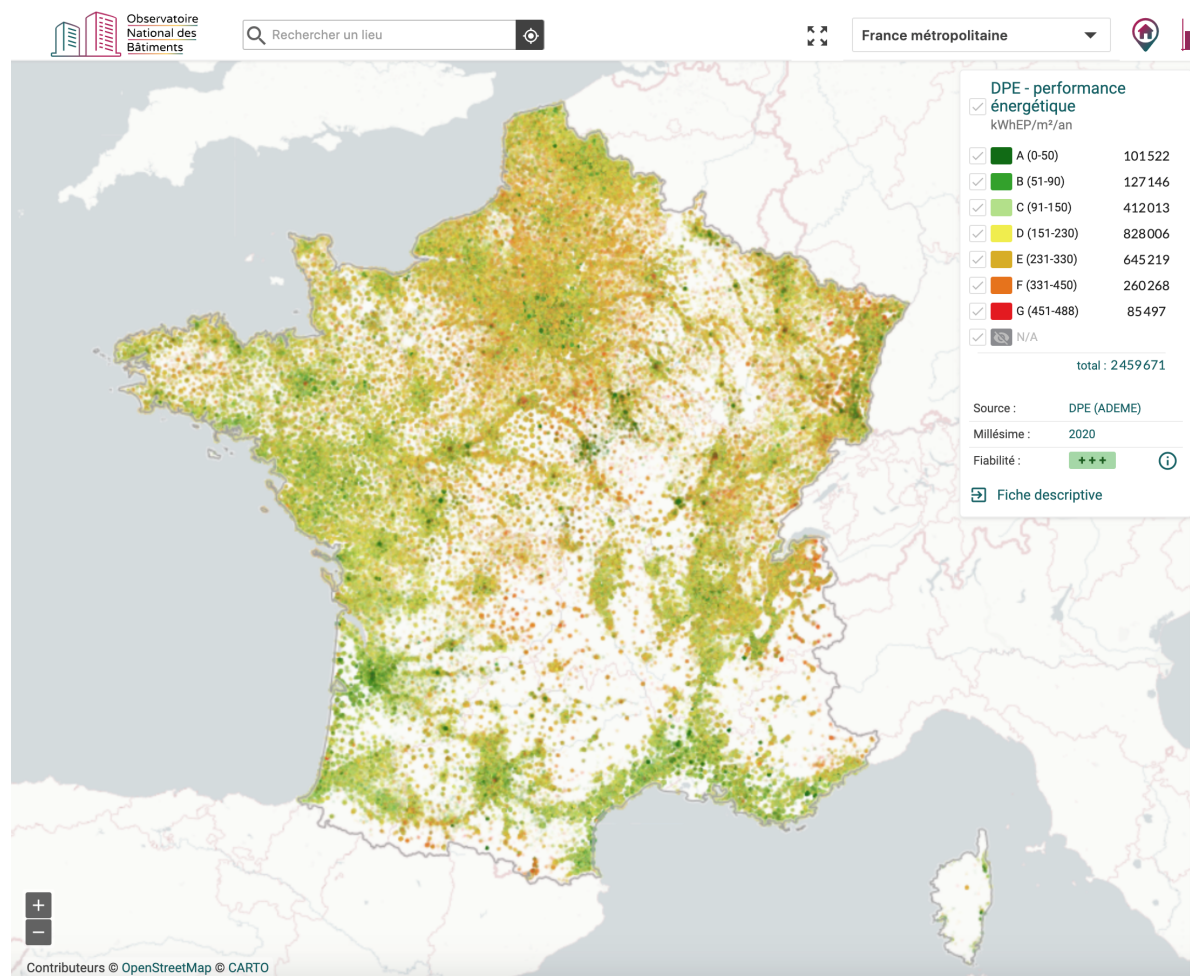 Observatoire
National des
Bâtiments
Rechercher un lieu
France métropolitaine
DPE - performance
énergétique
kWhEP/m²/an
A (0-50) 101522
B (51-90) 127146
C (91-150) 412013
D (151-230) 828006
E (231-330) 645219
F (331-450) 260268
G (451-488) 85497
N/A
total : 2459671
Source : DPE (ADEME)
Millésime : 2020
Fiabilité : +++
Fiche descriptive
+
−
Contributeurs © OpenStreetMap © CARTO